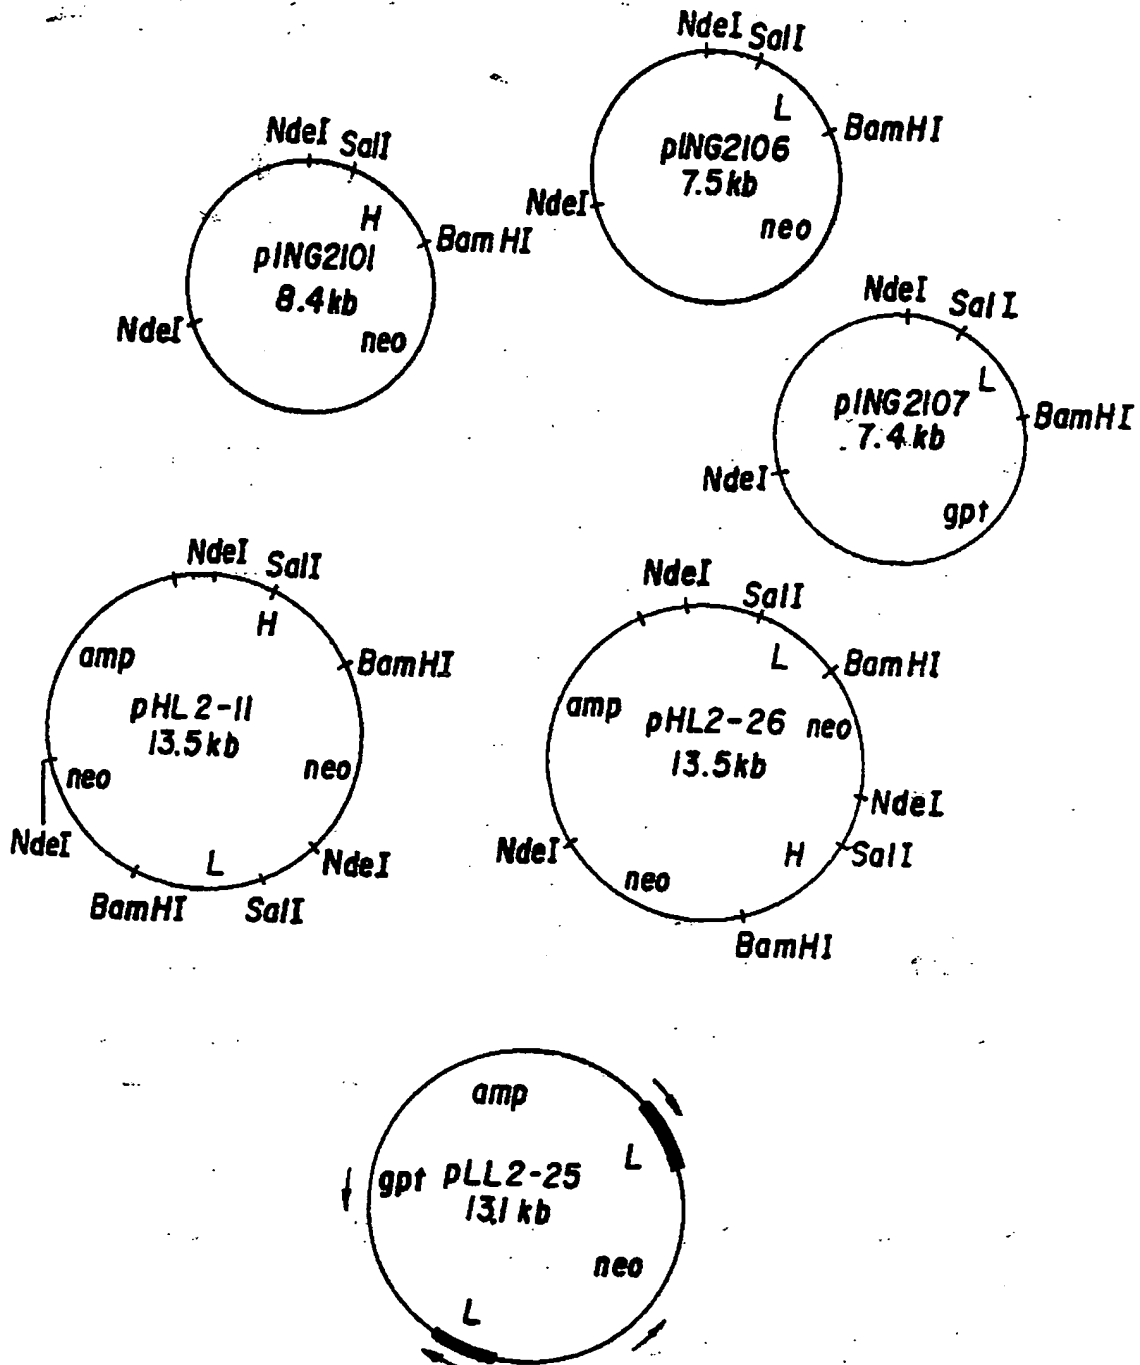 NdeI SalI
L
BamHI
pING2106
7.5kb
NdeI
neo
NdeI SalI
H
BamHI
pING2101
8.4kb
NdeI
neo
NdeI SalI
L
BamHI
pING2107
7.4kb
NdeI
gpt
NdeI SalI
H
amp
BamHI
pHL2-11
13.5kb
neo
neo
NdeI
NdeI
L
BamHI
SalI
NdeI
SalI
L
BamHI
amp
pHL2-26
neo
13.5kb
NdeI
NdeI
H
SalI
neo
BamHI
amp
L
gpt pLL2-25
13.1kb
neo
L